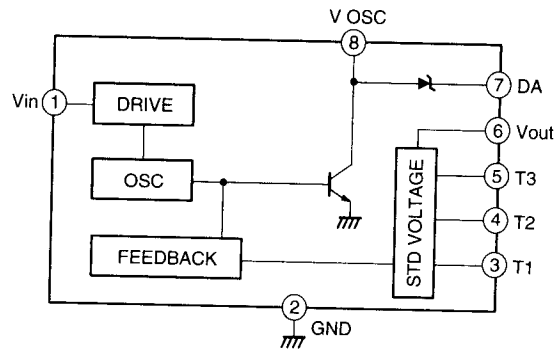 V OSC
8
DRIVE
7 DA
Vin 1
6 Vout
OSC
STD VOLTAGE
5 T3
4 T2
FEEDBACK
3 T1
2
GND